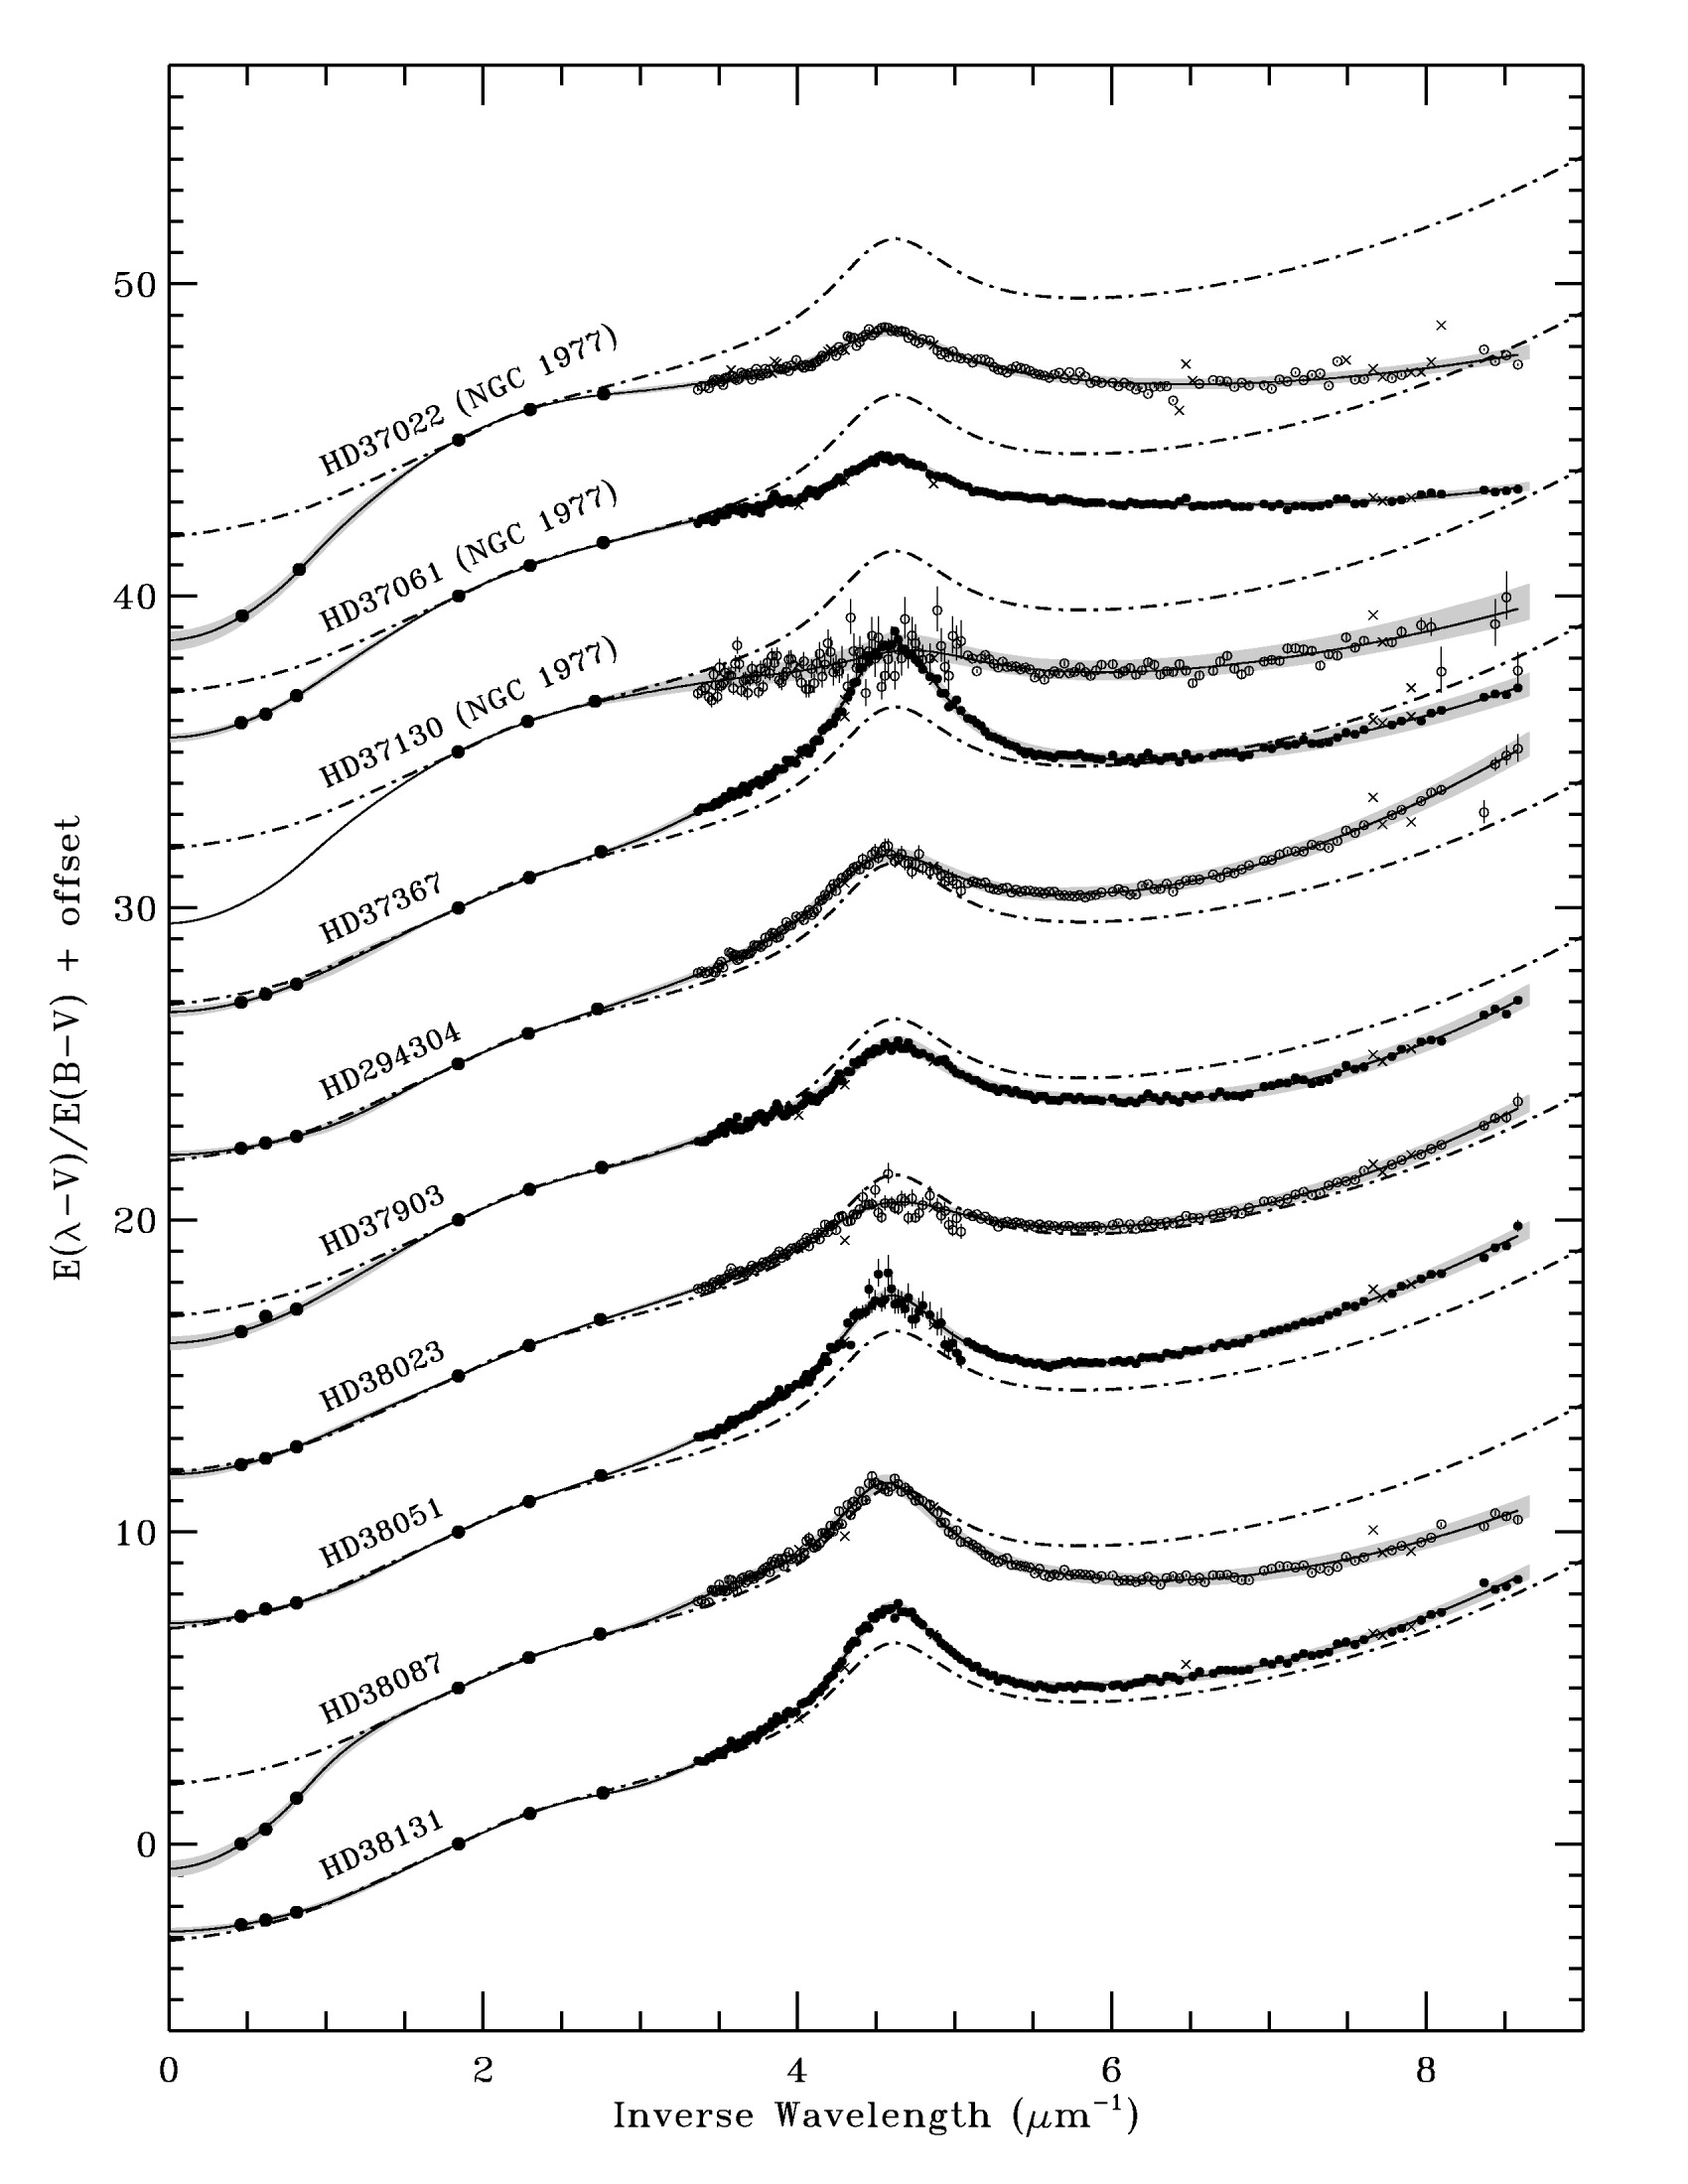 50
40
30
20
10
0
E(λ−V)/E(B−V) + offset
HD37022 (NGC 1977)
HD37061 (NGC 1977)
HD37130 (NGC 1977)
HD37367
HD294304
HD37903
HD38023
HD38051
HD38087
HD38131
0 2 4 6 8
Inverse Wavelength (μm⁻¹)